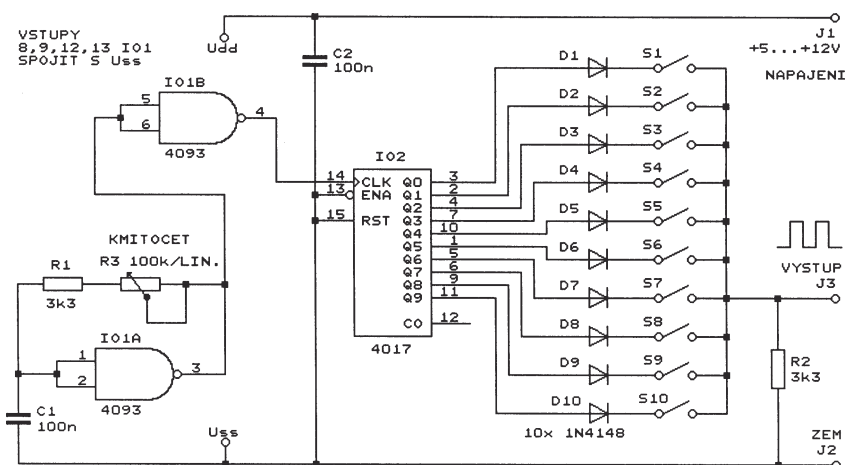 VSTUPY
8,9,12,13 IO1
SPOJIT S Uss
Udd
C2
100n
J1
+5...+12V
NAPAJENI
IO1B
5
6
4
4093
D1 S1
D2 S2
D3 S3
D4 S4
D5 S5
D6 S6
D7 S7
D8 S8
D9 S9
D10 S10
10x 1N4148
IO2
14 CLK Q0 3
13 ENA Q1 2
Q2 4
15 RST Q3 7
Q4 10
Q5 1
Q6 5
Q7 6
Q8 9
Q9 11
CO 12
4017
KMITOCET
R1 R3 100k/LIN.
3k3
IO1A
1
2
3
4093
C1
100n
Uss
VYSTUP
J3
R2
3k3
ZEM
J2